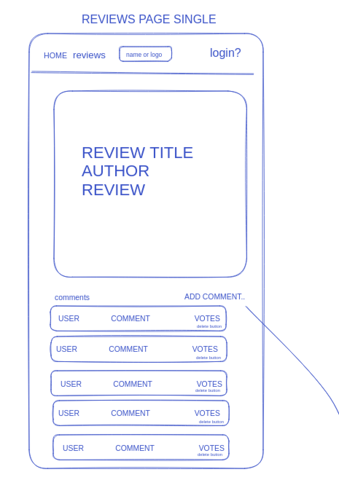 REVIEWS PAGE SINGLE
HOME reviews name or logo login?
REVIEW TITLE
AUTHOR
REVIEW
comments ADD COMMENT..
USER COMMENT VOTES
delete button
USER COMMENT VOTES
delete button
USER COMMENT VOTES
delete button
USER COMMENT VOTES
delete button
USER COMMENT VOTES
delete button